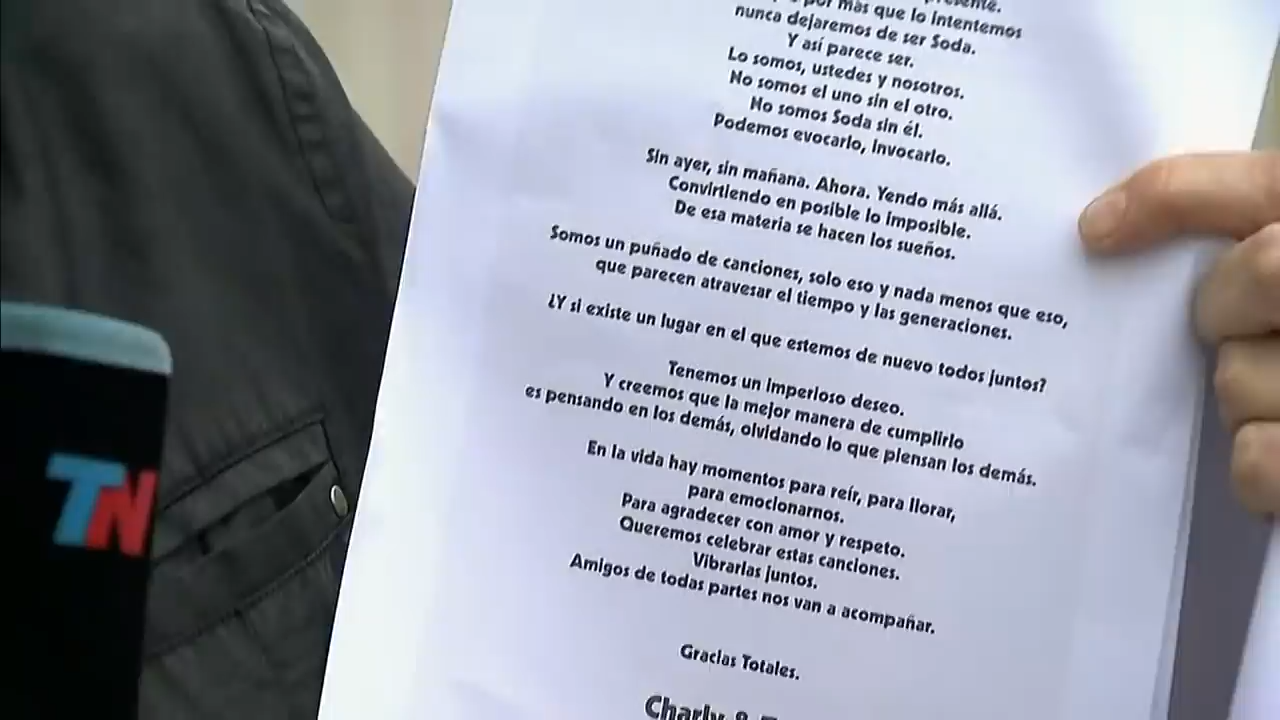 por más que lo intentemos
nunca dejaremos de ser Soda.
Y así parece ser.
Lo somos, ustedes y nosotros.
No somos el uno sin el otro.
No somos Soda sin él.
Podemos evocarlo, invocarlo.
Sin ayer, sin mañana. Ahora. Yendo más allá.
Convirtiendo en posible lo imposible.
De esa materia se hacen los sueños.
Somos un puñado de canciones, solo eso y nada menos que eso,
que parecen atravesar el tiempo y las generaciones.
¿Y si existe un lugar en el que estemos de nuevo todos juntos?
Tenemos un imperioso deseo.
Y creemos que la mejor manera de cumplirlo
es pensando en los demás, olvidando lo que piensan los demás.
En la vida hay momentos para reír, para llorar,
para emocionarnos.
Para agradecer con amor y respeto.
Queremos celebrar estas canciones.
Vibrarlas juntos.
Amigos de todas partes nos van a acompañar.
Gracias Totales.
Charly &
TN